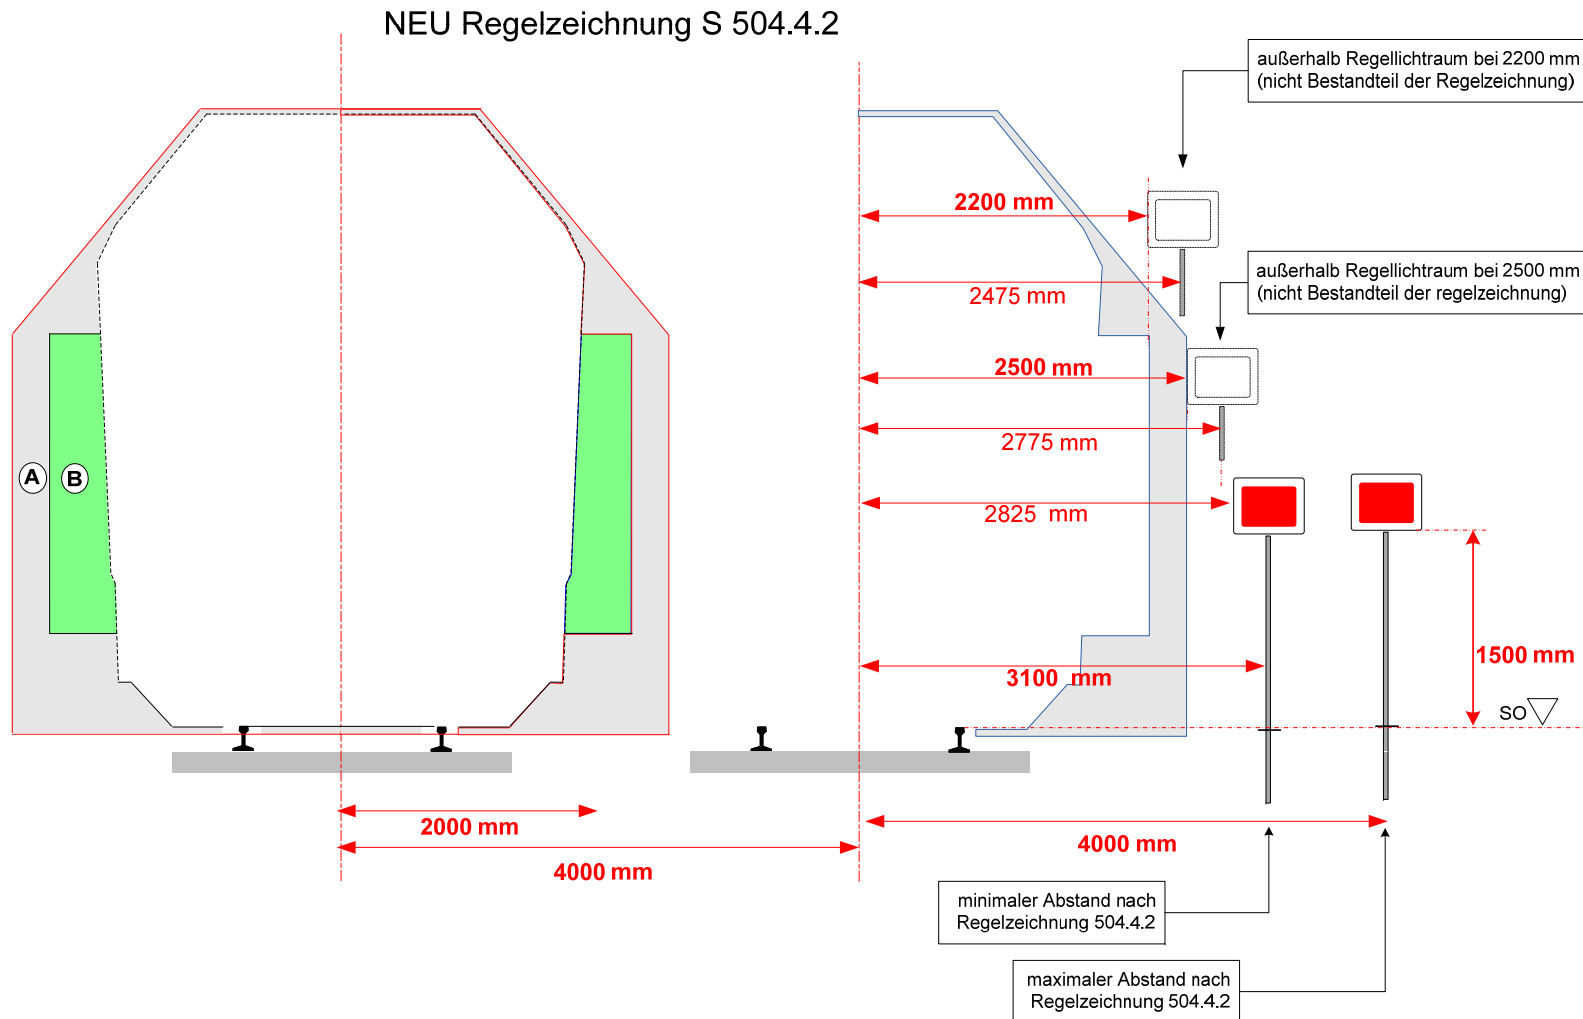 NEU Regelzeichnung S 504.4.2
außerhalb Regellichtraum bei 2200 mm
(nicht Bestandteil der Regelzeichnung)
2200 mm
2475 mm
außerhalb Regellichtraum bei 2500 mm
(nicht Bestandteil der regelzeichnung)
2500 mm
2775 mm
A
B
2825 mm
1500 mm
3100 mm
SO
2000 mm
4000 mm
4000 mm
minimaler Abstand nach
Regelzeichnung 504.4.2
maximaler Abstand nach
Regelzeichnung 504.4.2